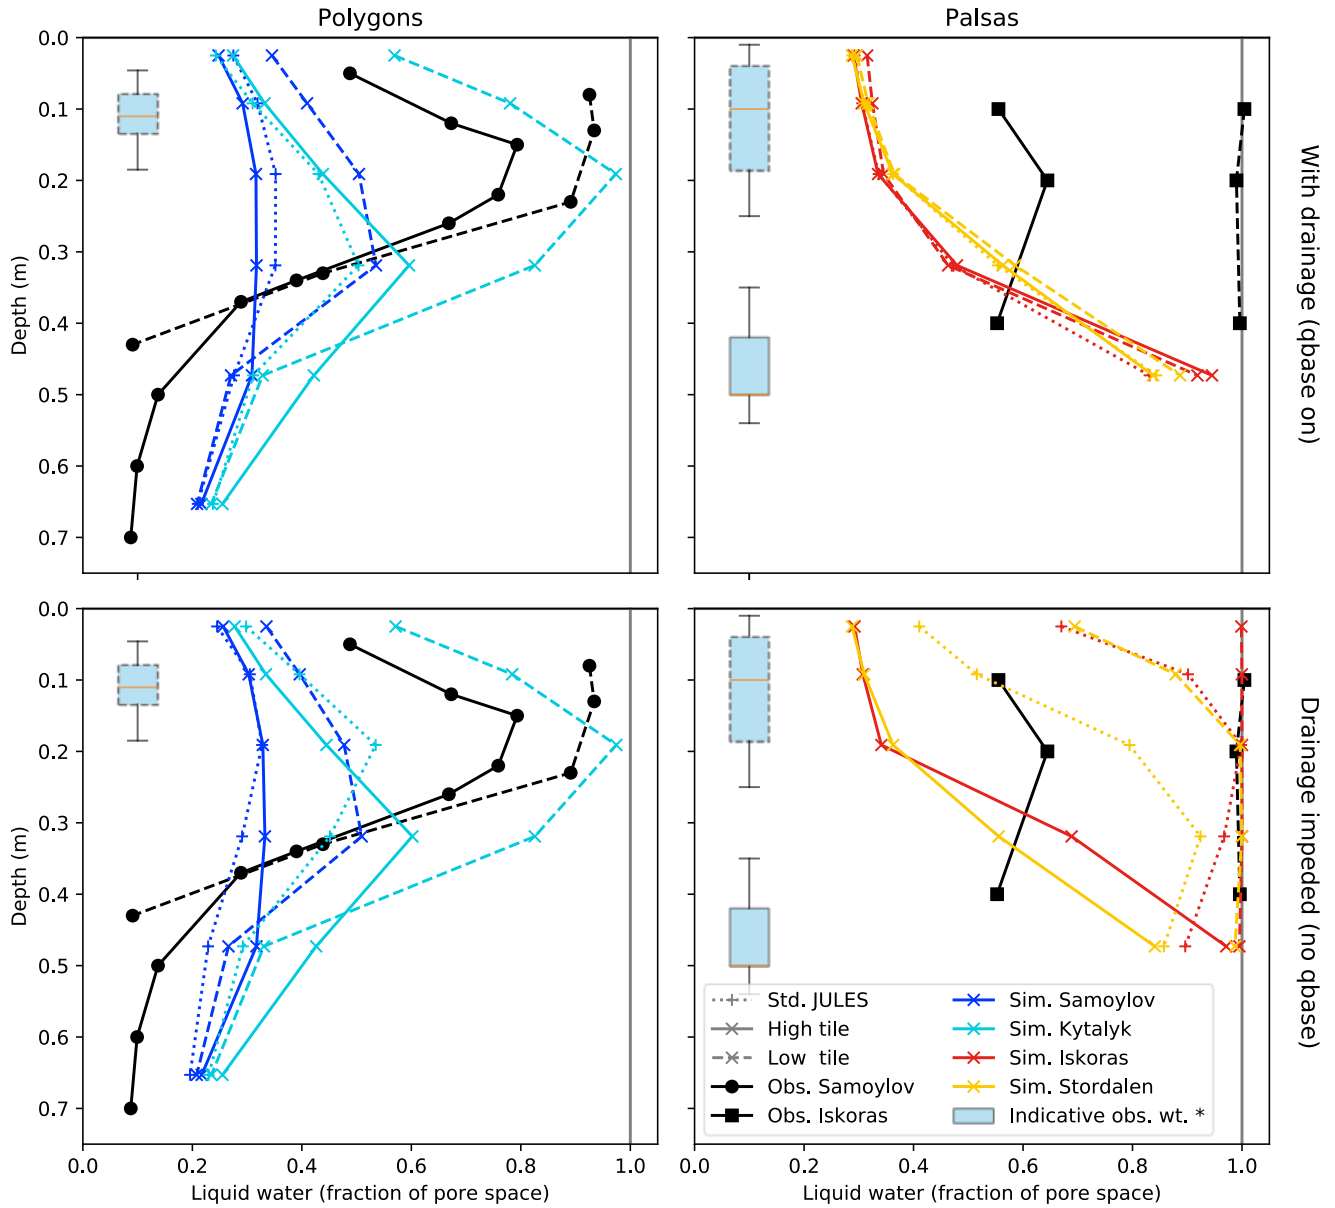 Polygons
Palsas
0.0
0.1
0.2
0.3
0.4
0.5
0.6
0.7
Depth (m)
With drainage (qbase on)
0.0
0.1
0.2
0.3
0.4
0.5
0.6
0.7
Depth (m)
Drainage impeded (no qbase)
Std. JULES
High tile
Low tile
Obs. Samoylov
Obs. Iskoras
Sim. Samoylov
Sim. Kytalyk
Sim. Iskoras
Sim. Stordalen
Indicative obs. wt. *
0.0 0.2 0.4 0.6 0.8 1.0
0.0 0.2 0.4 0.6 0.8 1.0
Liquid water (fraction of pore space)
Liquid water (fraction of pore space)